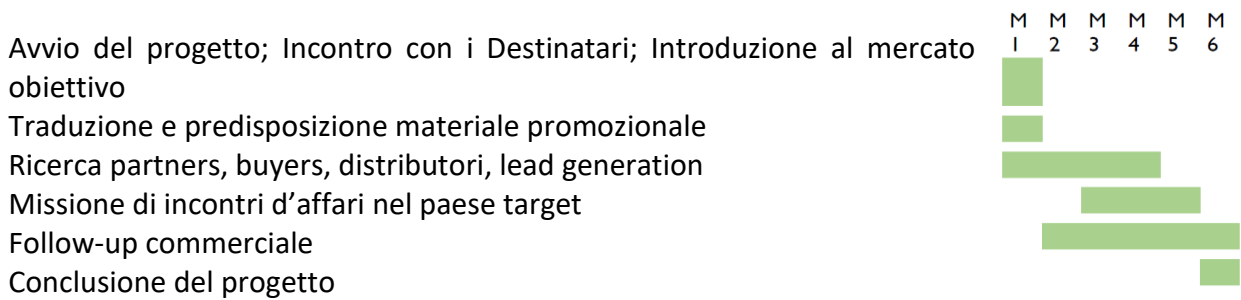 M M M M M M
1 2 3 4 5 6
Avvio del progetto; Incontro con i Destinatari; Introduzione al mercato
obiettivo
Traduzione e predisposizione materiale promozionale
Ricerca partners, buyers, distributori, lead generation
Missione di incontri d’affari nel paese target
Follow-up commerciale
Conclusione del progetto